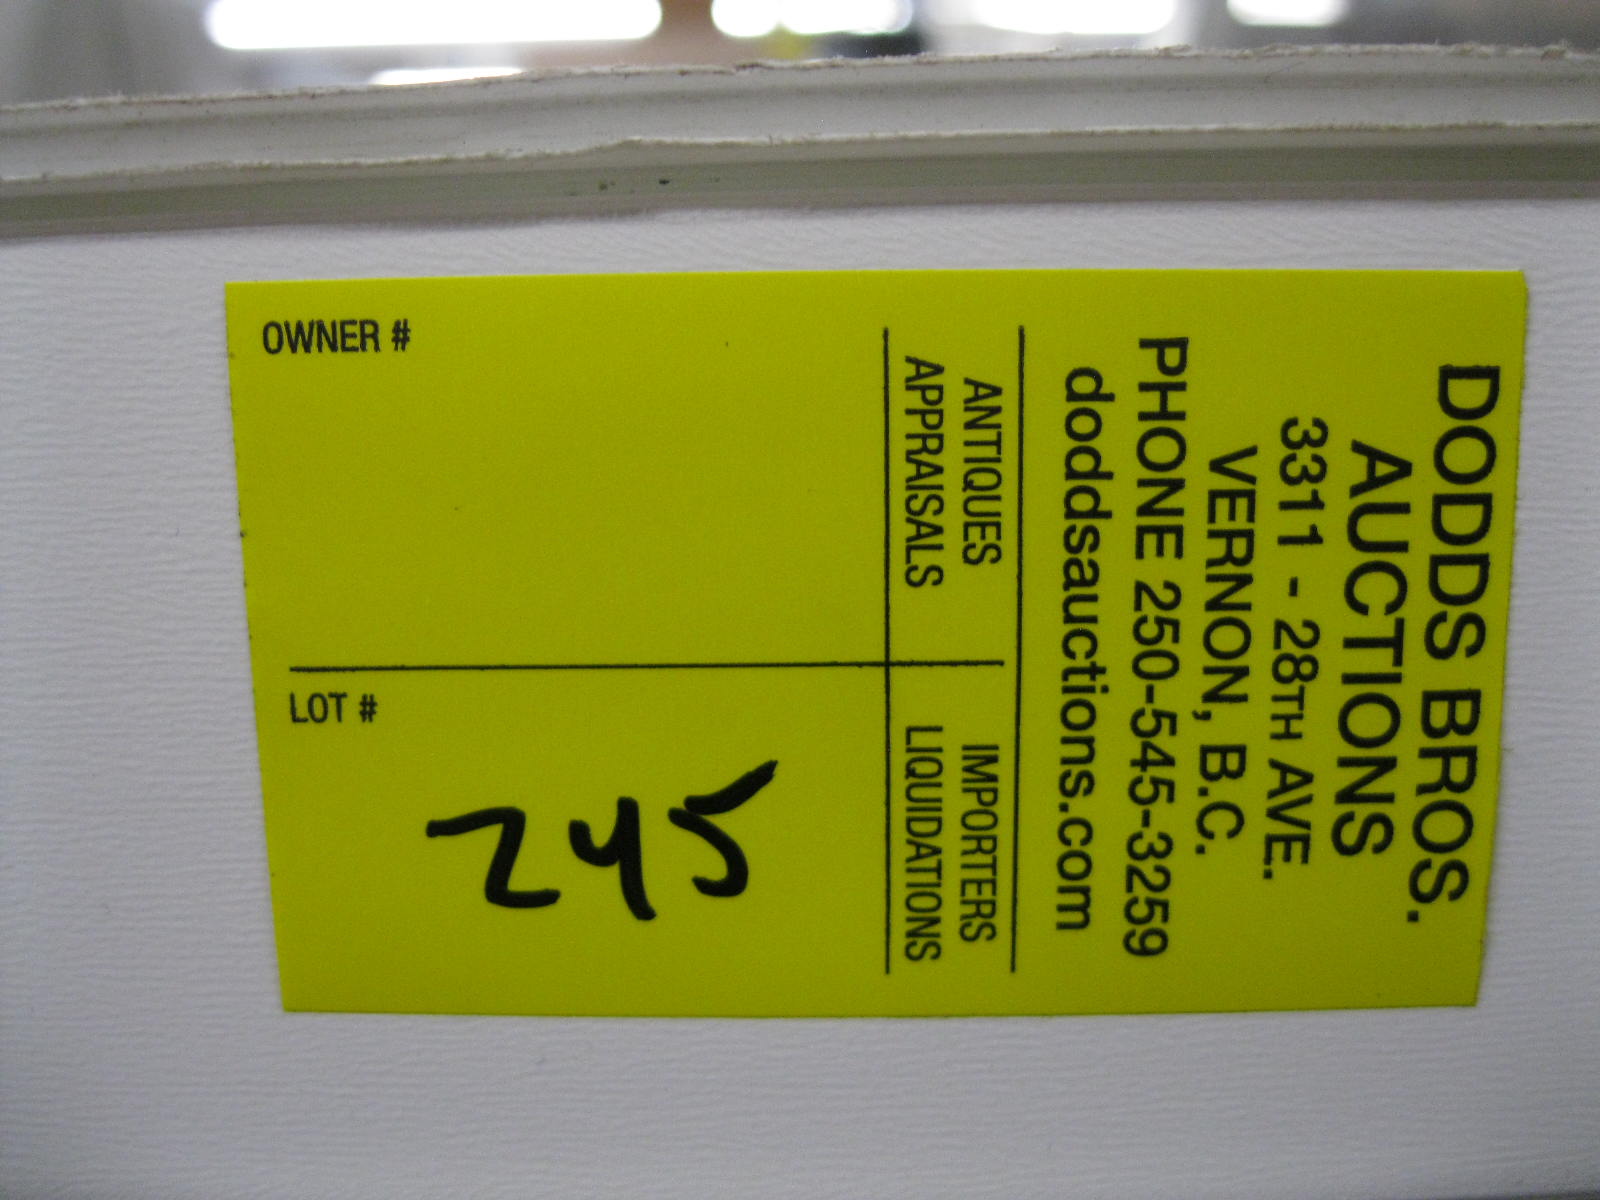 DODDS BROS.
AUCTIONS
3311 - 28TH AVE.
VERNON, B.C.
PHONE 250-545-3259
doddsauctions.com
ANTIQUES
APPRAISALS
IMPORTERS
LIQUIDATIONS
OWNER #
LOT #
245